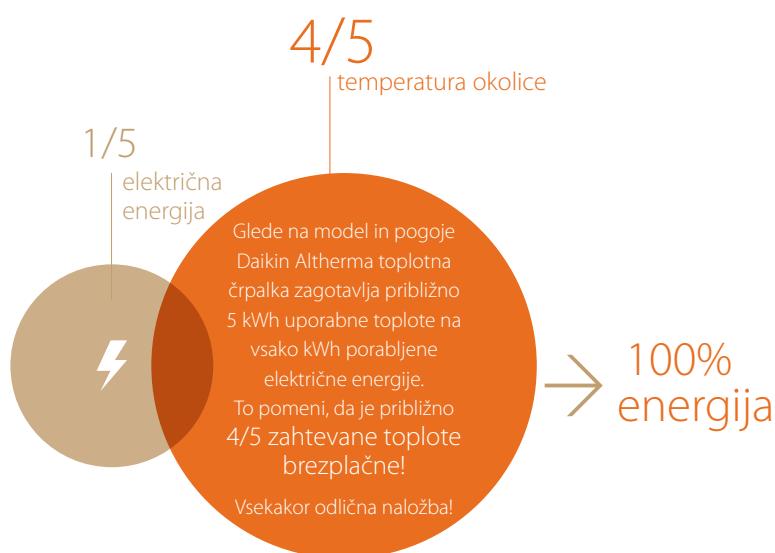 4/5
temperatura okolice
1/5
električna
energija
Glede na model in pogoje
Daikin Altherma toplotna
črpalka zagotavlja približno
5 kWh uporabne toplote na
vsako kWh porabljene
električne energije.
To pomeni, da je približno
4/5 zahtevane toplote
brezplačne!
Vsekakor odlična naložba!
100%
energija